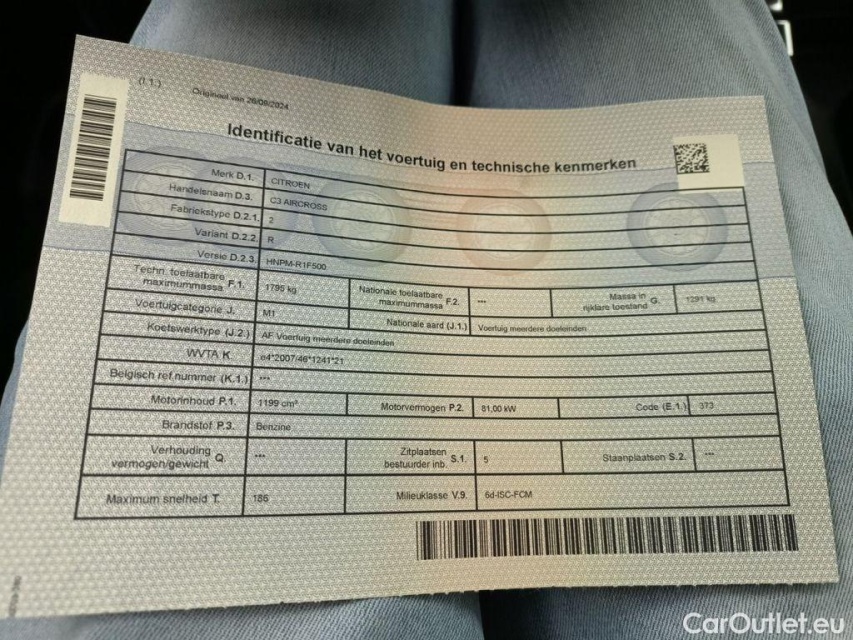 (I.1.)
Origineel van 26/06/2024
Identificatie van het voertuig en technische kenmerken
Merk D.1. CITROEN
Handelsnaam D.3. C3 AIRCROSS
Fabriekstype D.2.1. 2
Variant D.2.2. R
Versie D.2.3. HNPM-R1F500
Techn. toelaatbare maximummassa F.1. 1795 kg Nationale toelaatbare maximummassa F.2. --- Massa in rijklare toestand G. 1291 kg
Voertuigcategorie J. M1 Nationale aard (J.1.) Voertuig meerdere doeleinden
Koetswerktype (J.2.) AF Voertuig meerdere doeleinden
WVTA K e4*2007/46*1241*21
Belgisch ref.nummer (K.1.) ---
Motorinhoud P.1. 1199 cm³ Motorvermogen P.2. 81,00 kW Code (E.1.) 373
Brandstof P.3. Benzine
Verhouding vermogen/gewicht Q. --- Zitplaatsen bestuurder inb. S.1. 5 Staanplaatsen S.2. ---
Maximum snelheid T. 186 Milieuklasse V.9. 6d-ISC-FCM
CarOutlet.eu